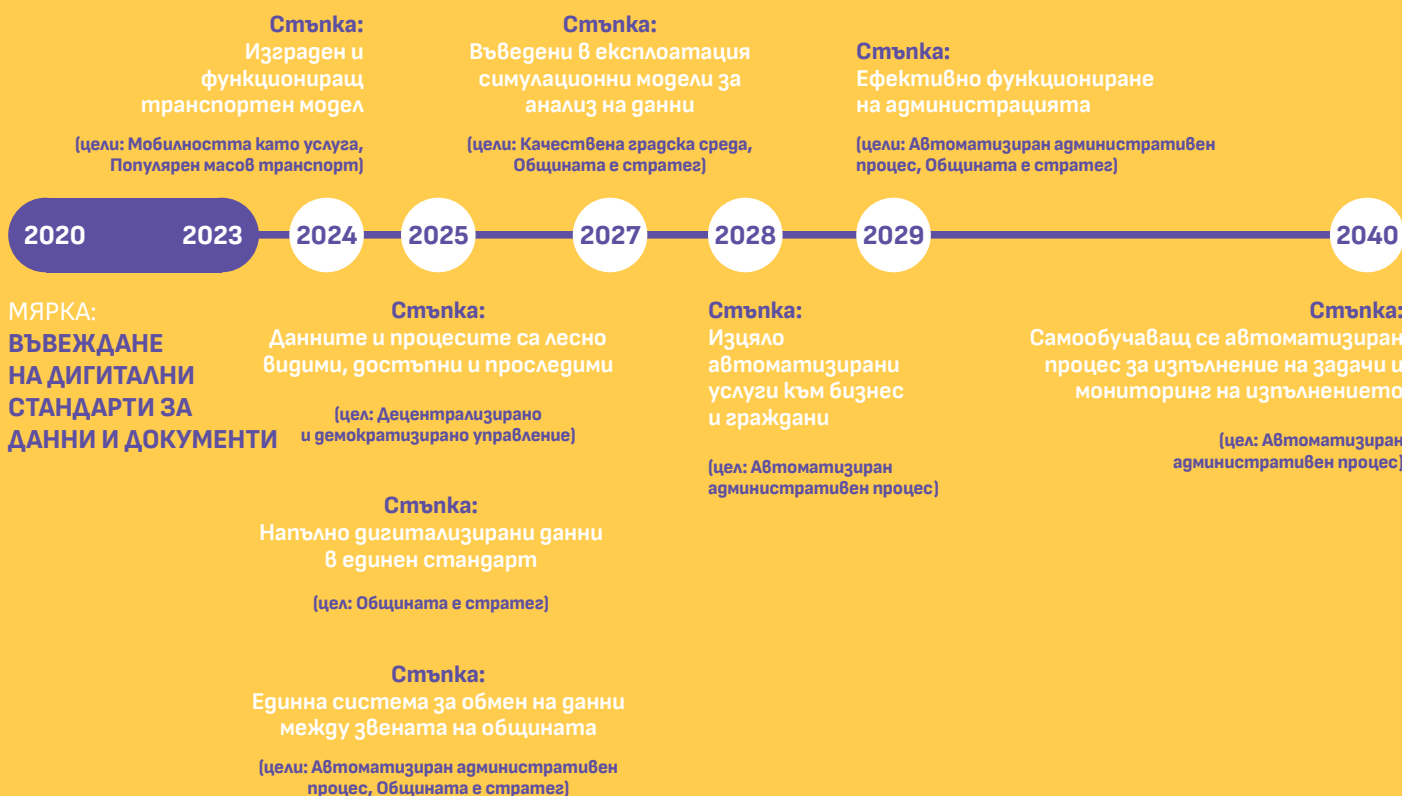 Стъпка:
Изграден и
функциониращ
транспортен модел
(цели: Мобилността като услуга,
Популярен масов транспорт)
Стъпка:
Въведени в експлоатация
симулационни модели за
анализ на данни
(цели: Качествена градска среда,
Общината е стратег)
Стъпка:
Ефективно функциониране
на администрацията
(цели: Автоматизиран административен
процес, Общината е стратег)
2020 2023 2024 2025 2027 2028 2029 2040
МЯРКА:
ВЪВЕЖДАНЕ
НА ДИГИТАЛНИ
СТАНДАРТИ ЗА
ДАННИ И ДОКУМЕНТИ
Стъпка:
Данните и процесите са лесно
видими, достъпни и проследими
(цел: Децентрализирано
и демократизирано управление)
Стъпка:
Напълно дигитализирани данни
в единен стандарт
(цел: Общината е стратег)
Стъпка:
Единна система за обмен на данни
между звената на общината
(цели: Автоматизиран административен
процес, Общината е стратег)
Стъпка:
Изцяло
автоматизирани
услуги към бизнес
и граждани
(цел: Автоматизиран
административен процес)
Стъпка:
Самообучаващ се автоматизиран
процес за изпълнение на задачи и
мониторинг на изпълнението
(цел: Автоматизиран
административен процес)